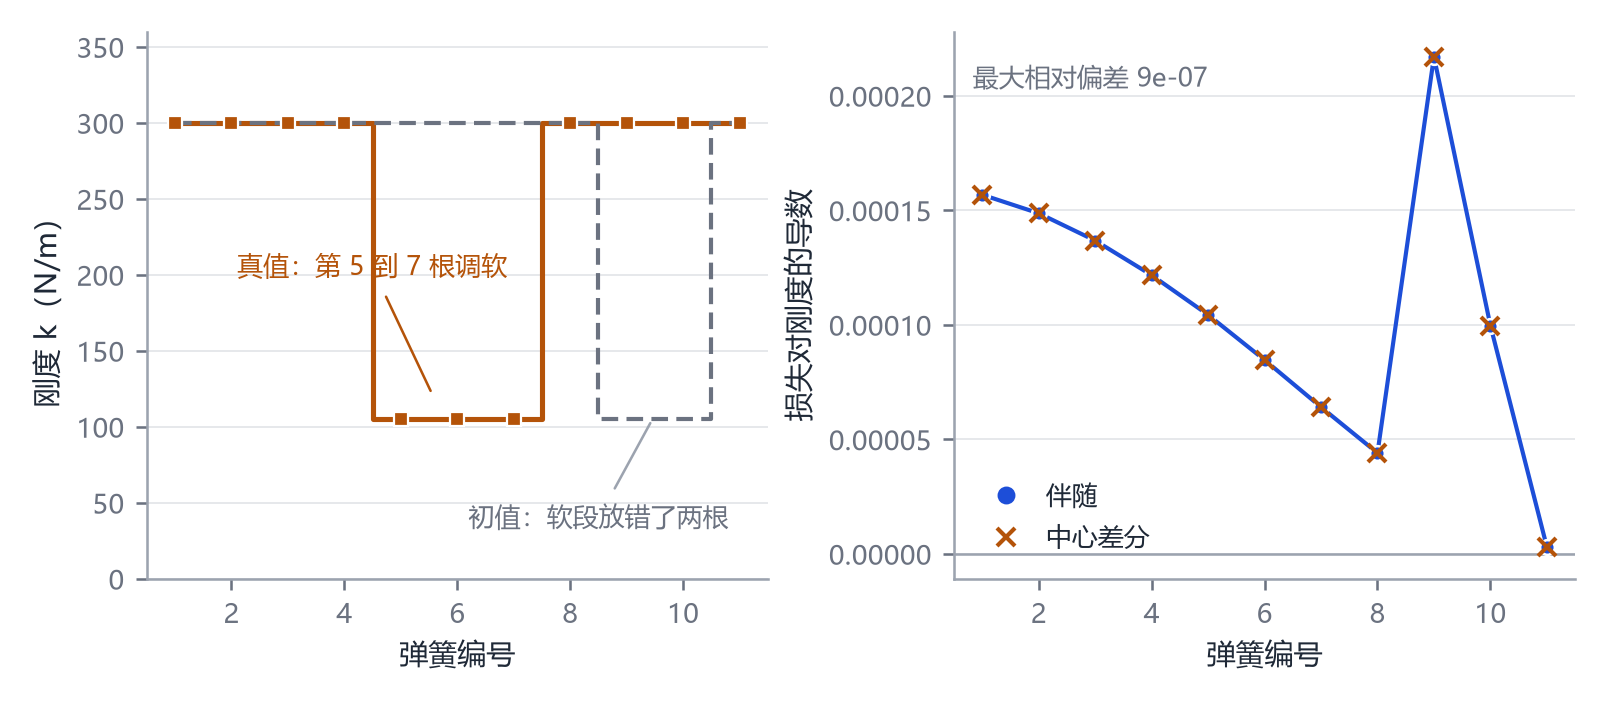 350
300
250
200
150
100
50
0
2
4
6
8
10
刚度 k（N/m）
弹簧编号
真值：第 5 到 7 根调软
初值：软段放错了两根
最大相对偏差 9e-07
0.00020
0.00015
0.00010
0.00005
0.00000
2
4
6
8
10
损失对刚度的导数
弹簧编号
伴随
中心差分